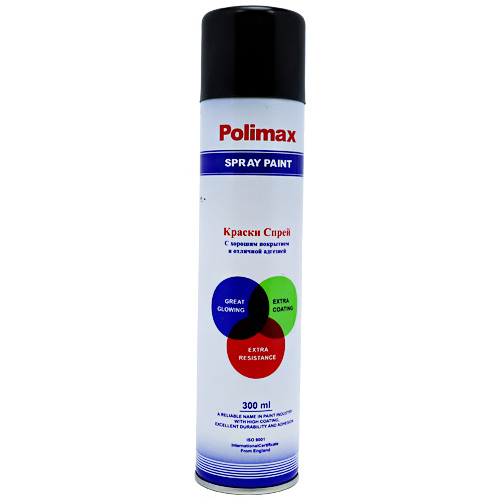 Polimax
SPRAY PAINT
Краски Спрей
С хорошим покрытием
и отличной адгезией
GREAT
GLOWING
EXTRA
COATING
EXTRA
RESISTANCE
300 ml
A RELIABLE NAME IN PAINT INDUSTRY
WITH HIGH COATING,
EXCELLENT DURABILITY AND ADHESION
ISO 9001
InternationalCertificate
From England